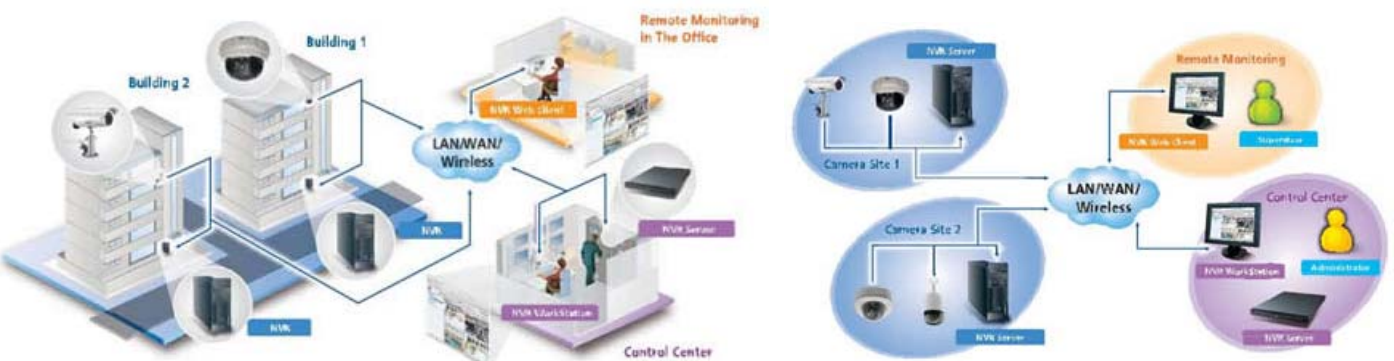 Building 1
Building 2
Remote Monitoring
in The Office
NVR Web Client
LAN/WAN/
Wireless
NVR
NVR
NVR Server
NVR WorkStation
Control Center
NVR Server
Camera Site 1
Camera Site 2
NVR Server
LAN/WAN/
Wireless
Remote Monitoring
NVR Web Client
Supervisor
Control Center
NVR WorkStation
Administrator
NVR Server